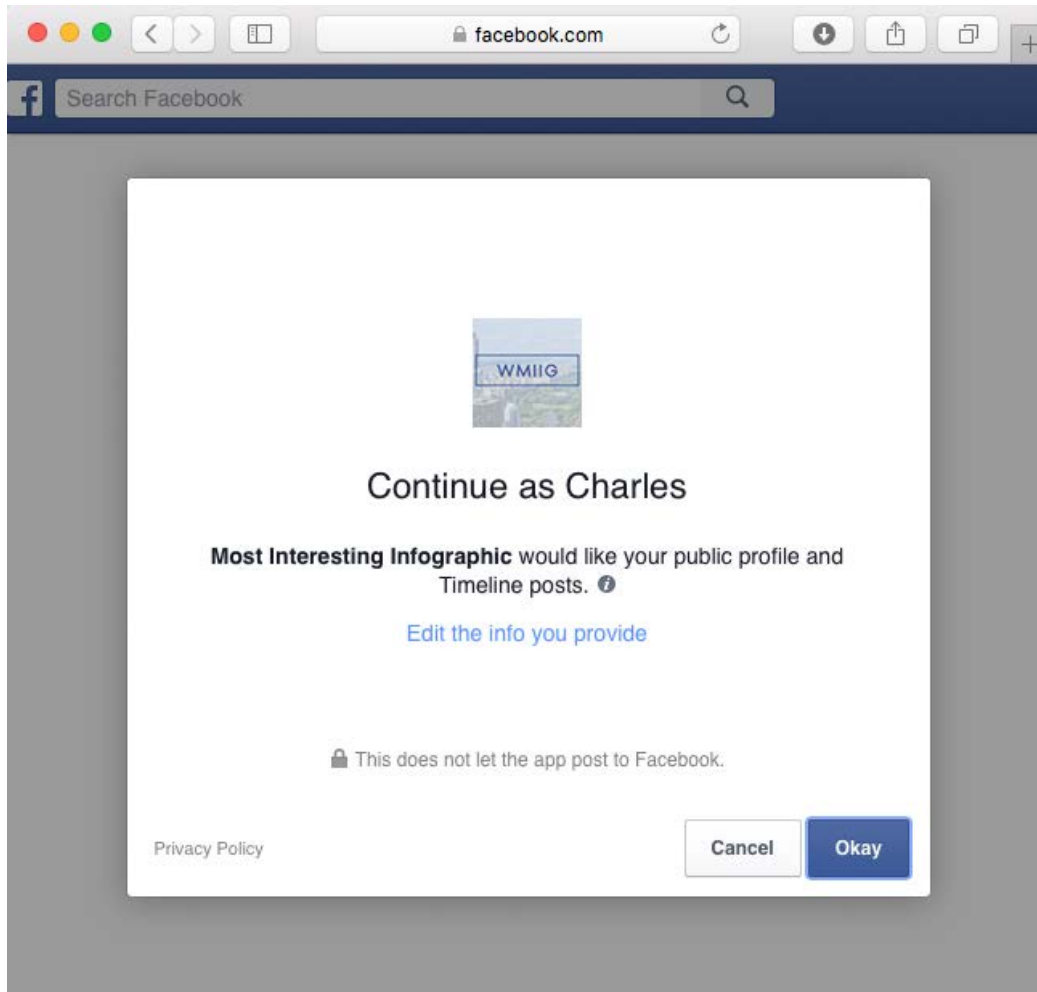 facebook.com
Search Facebook
WMIIG
Continue as Charles
Most Interesting Infographic would like your public profile and
Timeline posts.
Edit the info you provide
This does not let the app post to Facebook.
Privacy Policy
Cancel
Okay